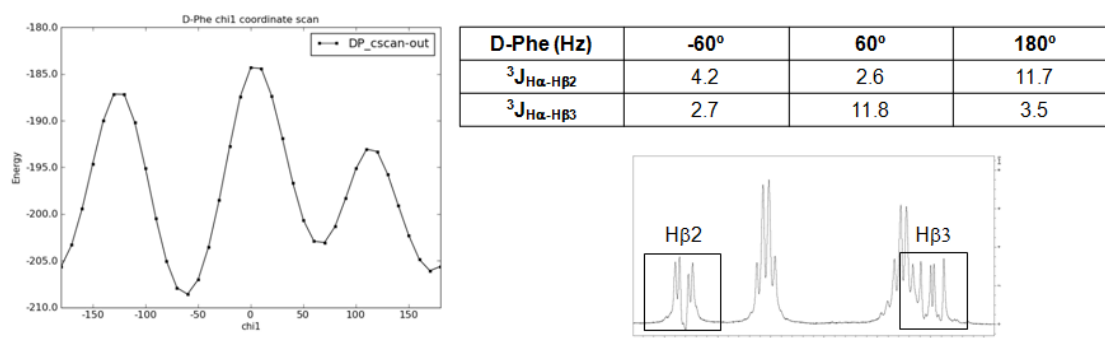 D-Phe chi1 coordinate scan
DP_cscan-out
Energy
-180.0
-185.0
-190.0
-195.0
-200.0
-205.0
-210.0
-150 -100 -50 0 50 100 150
chi1
D-Phe (Hz) -60º 60º 180º
³JHα-Hβ2 4.2 2.6 11.7
³JHα-Hβ3 2.7 11.8 3.5
Hβ2
Hβ3